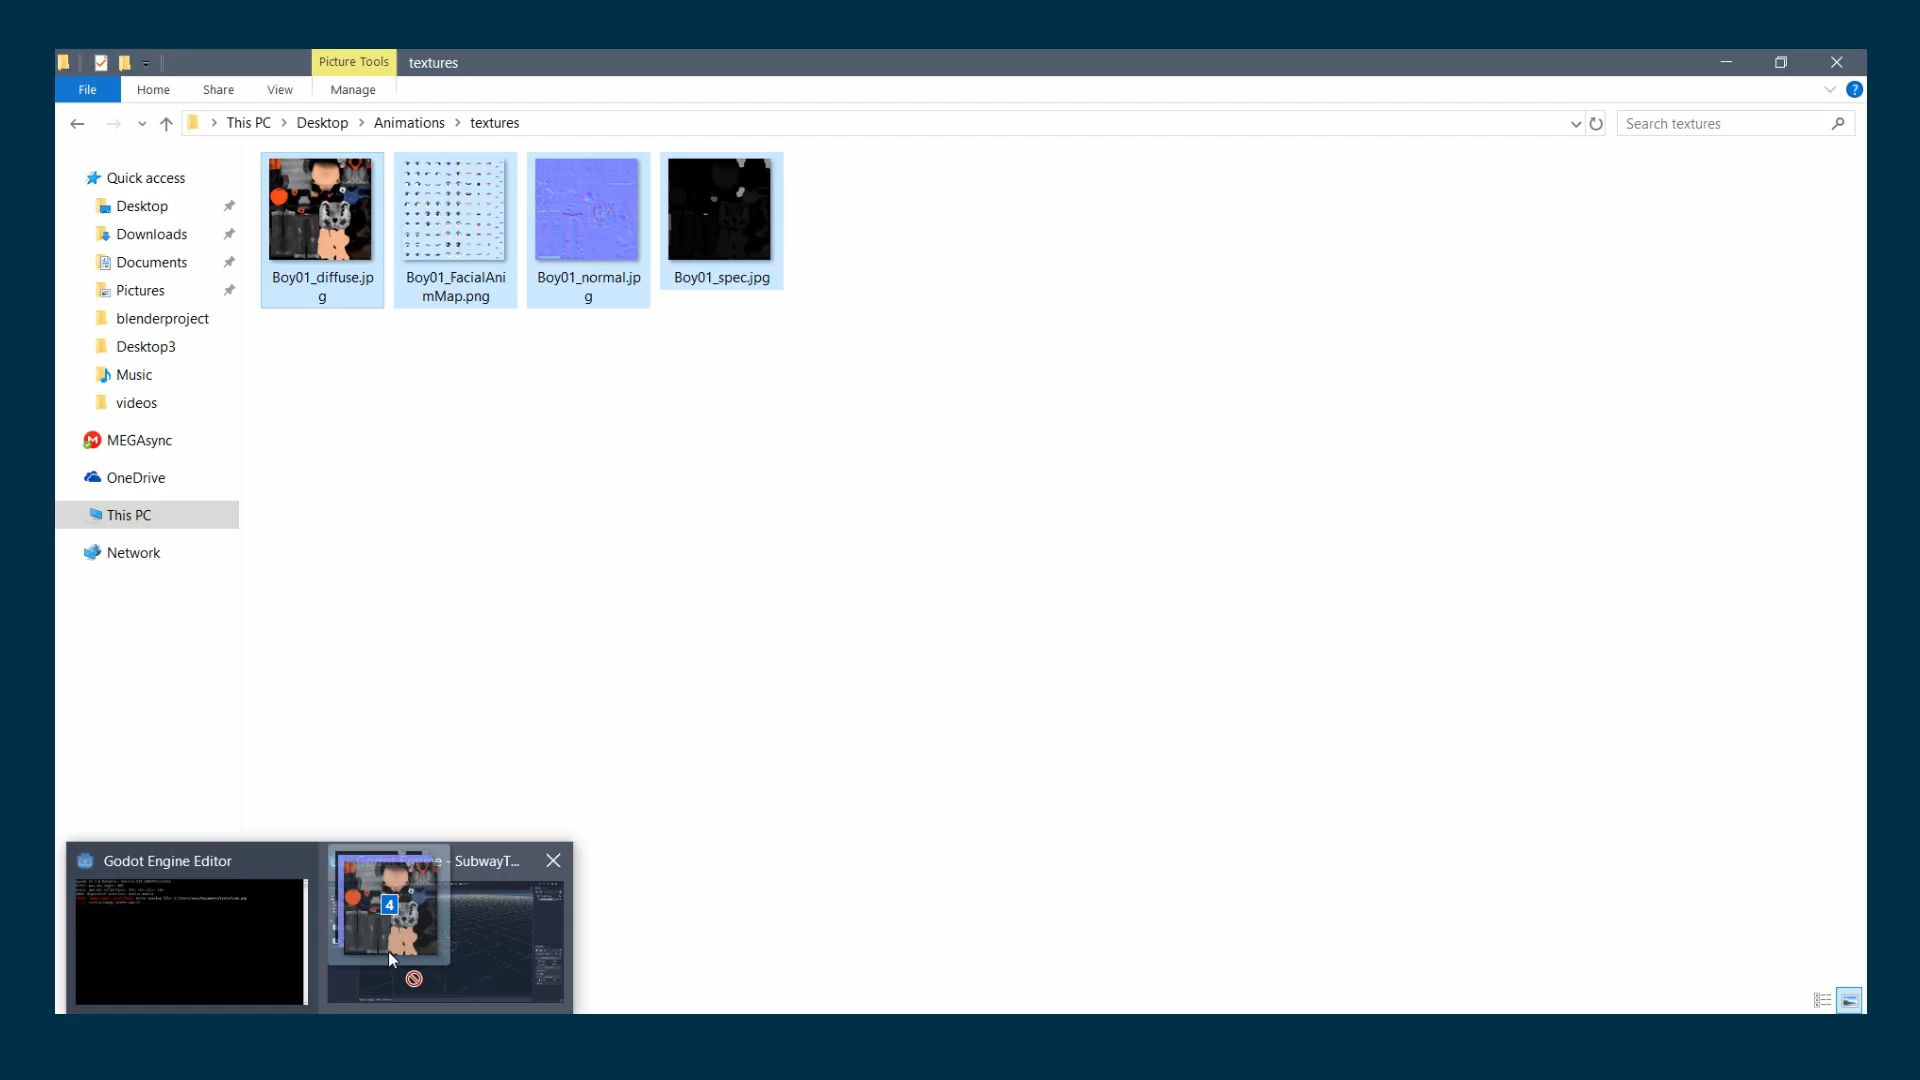 Picture Tools
textures
File
Home
Share
View
Manage
?
This PC
Desktop
Animations
textures
Search textures
Quick access
Desktop
Downloads
Documents
Pictures
blenderproject
Desktop3
Music
videos
MEGAsync
OneDrive
This PC
Network
Boy01_diffuse.jp
g
Boy01_FacialAni
mMap.png
Boy01_normal.jp
g
Boy01_spec.jpg
Godot Engine Editor
- SubwayT...
4